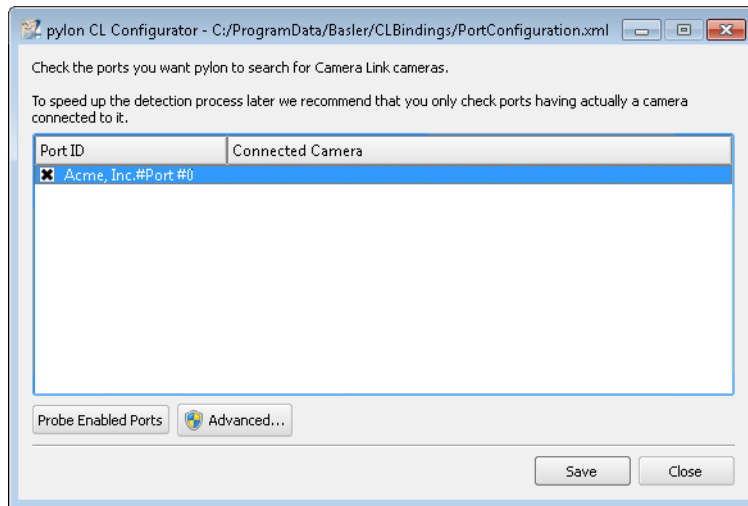 pylon CL Configurator - C:/ProgramData/Basler/CLBindings/PortConfiguration.xml
Check the ports you want pylon to search for Camera Link cameras.
To speed up the detection process later we recommend that you only check ports having actually a camera
connected to it.
Port ID Connected Camera
Acme, Inc.#Port #0
Probe Enabled Ports Advanced...
Save Close